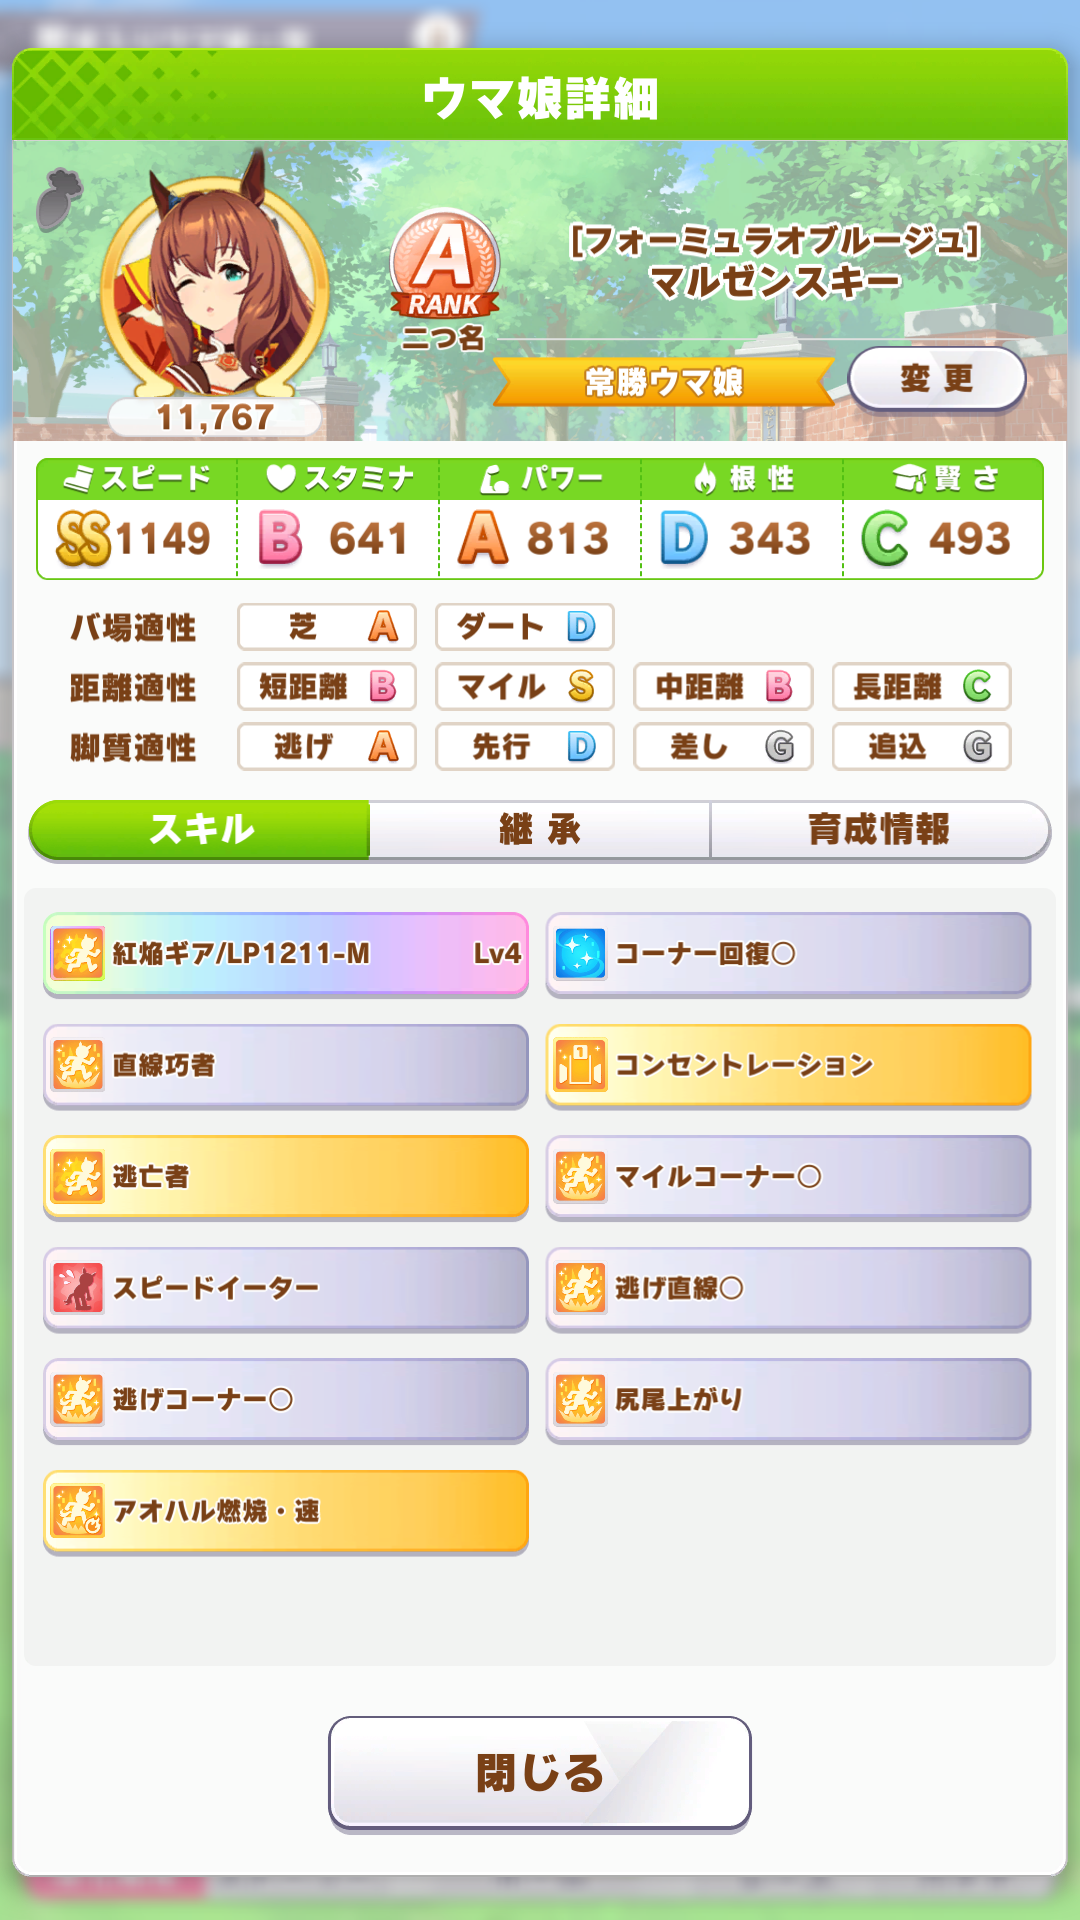 ウマ娘詳細
[フォーミュラオブルージュ]
マルゼンスキー
A
RANK
二つ名
常勝ウマ娘
変更
11,767
スピード スタミナ パワー 根性 賢さ
SS 1149 B 641 A 813 D 343 C 493
バ場適性 芝 A ダート D
距離適性 短距離 B マイル S 中距離 B 長距離 C
脚質適性 逃げ A 先行 D 差し G 追込 G
スキル 継承 育成情報
紅焔ギア/LP1211-M Lv4 コーナー回復○
直線巧者 コンセントレーション
逃亡者 マイルコーナー○
スピードイーター 逃げ直線○
逃げコーナー○ 尻尾上がり
アオハル燃焼・速
閉じる